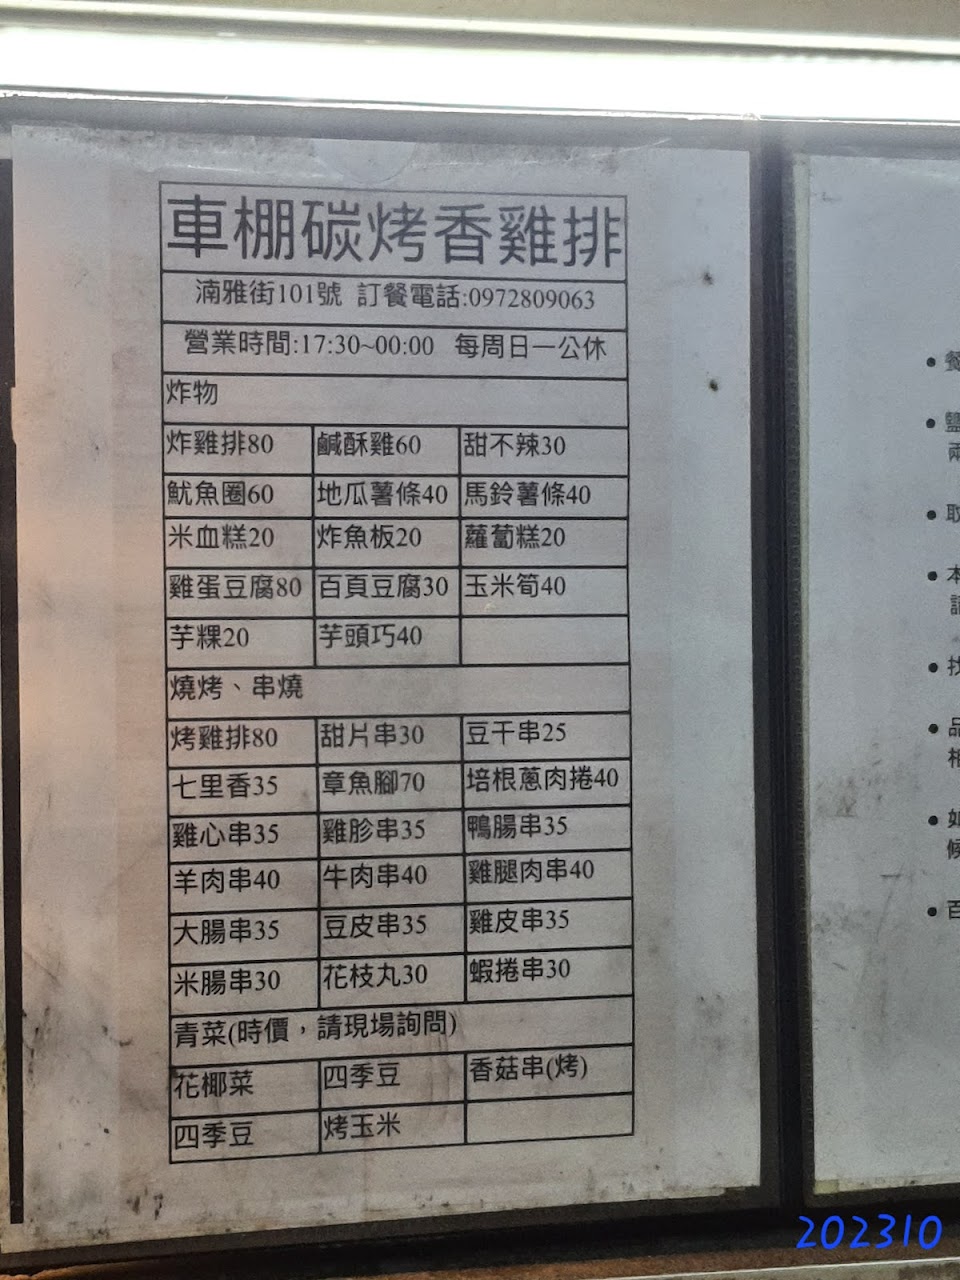 車棚碳烤香雞排
湳雅街101號 訂餐電話:0972809063
營業時間:17:30~00:00 每周日一公休
炸物
炸雞排80 鹹酥雞60 甜不辣30
魷魚圈60 地瓜薯條40 馬鈴薯條40
米血糕20 炸魚板20 蘿蔔糕20
雞蛋豆腐80 百頁豆腐30 玉米筍40
芋粿20 芋頭巧40
燒烤、串燒
烤雞排80 甜片串30 豆干串25
七里香35 章魚腳70 培根蔥肉捲40
雞心串35 雞胗串35 鴨腸串35
羊肉串40 牛肉串40 雞腿肉串40
大腸串35 豆皮串35 雞皮串35
米腸串30 花枝丸30 蝦捲串30
青菜(時價，請現場詢問)
花椰菜 四季豆 香菇串(烤)
四季豆 烤玉米
• 餐
• 鹽
兩
• 取
• 本
• 找
• 品
相
• 如
候
• 百
202310